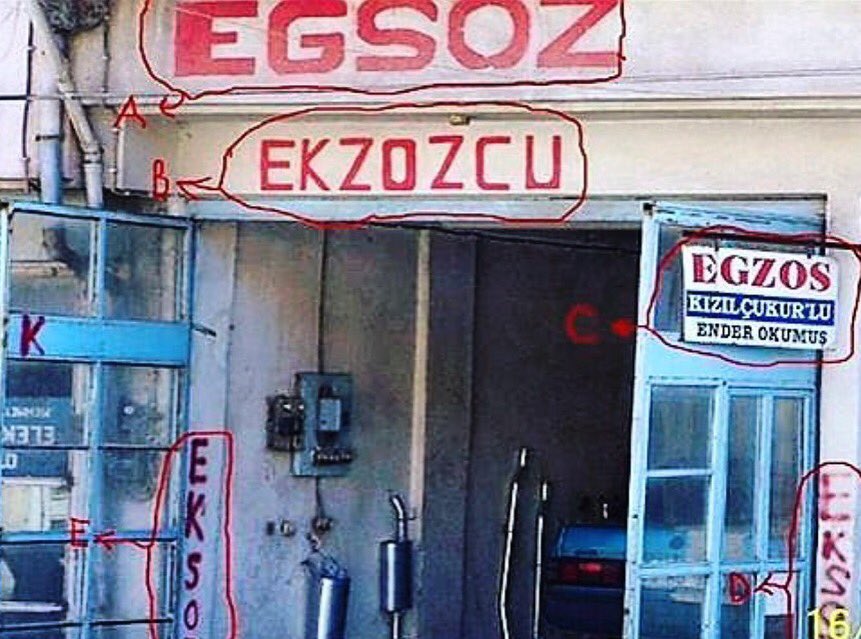 EGSOZ
A
B
EKZOZCU
EGZOS
KIZILÇUKUR'LU
ENDER OKUMUŞ
C
K
EKSO
E
D
16